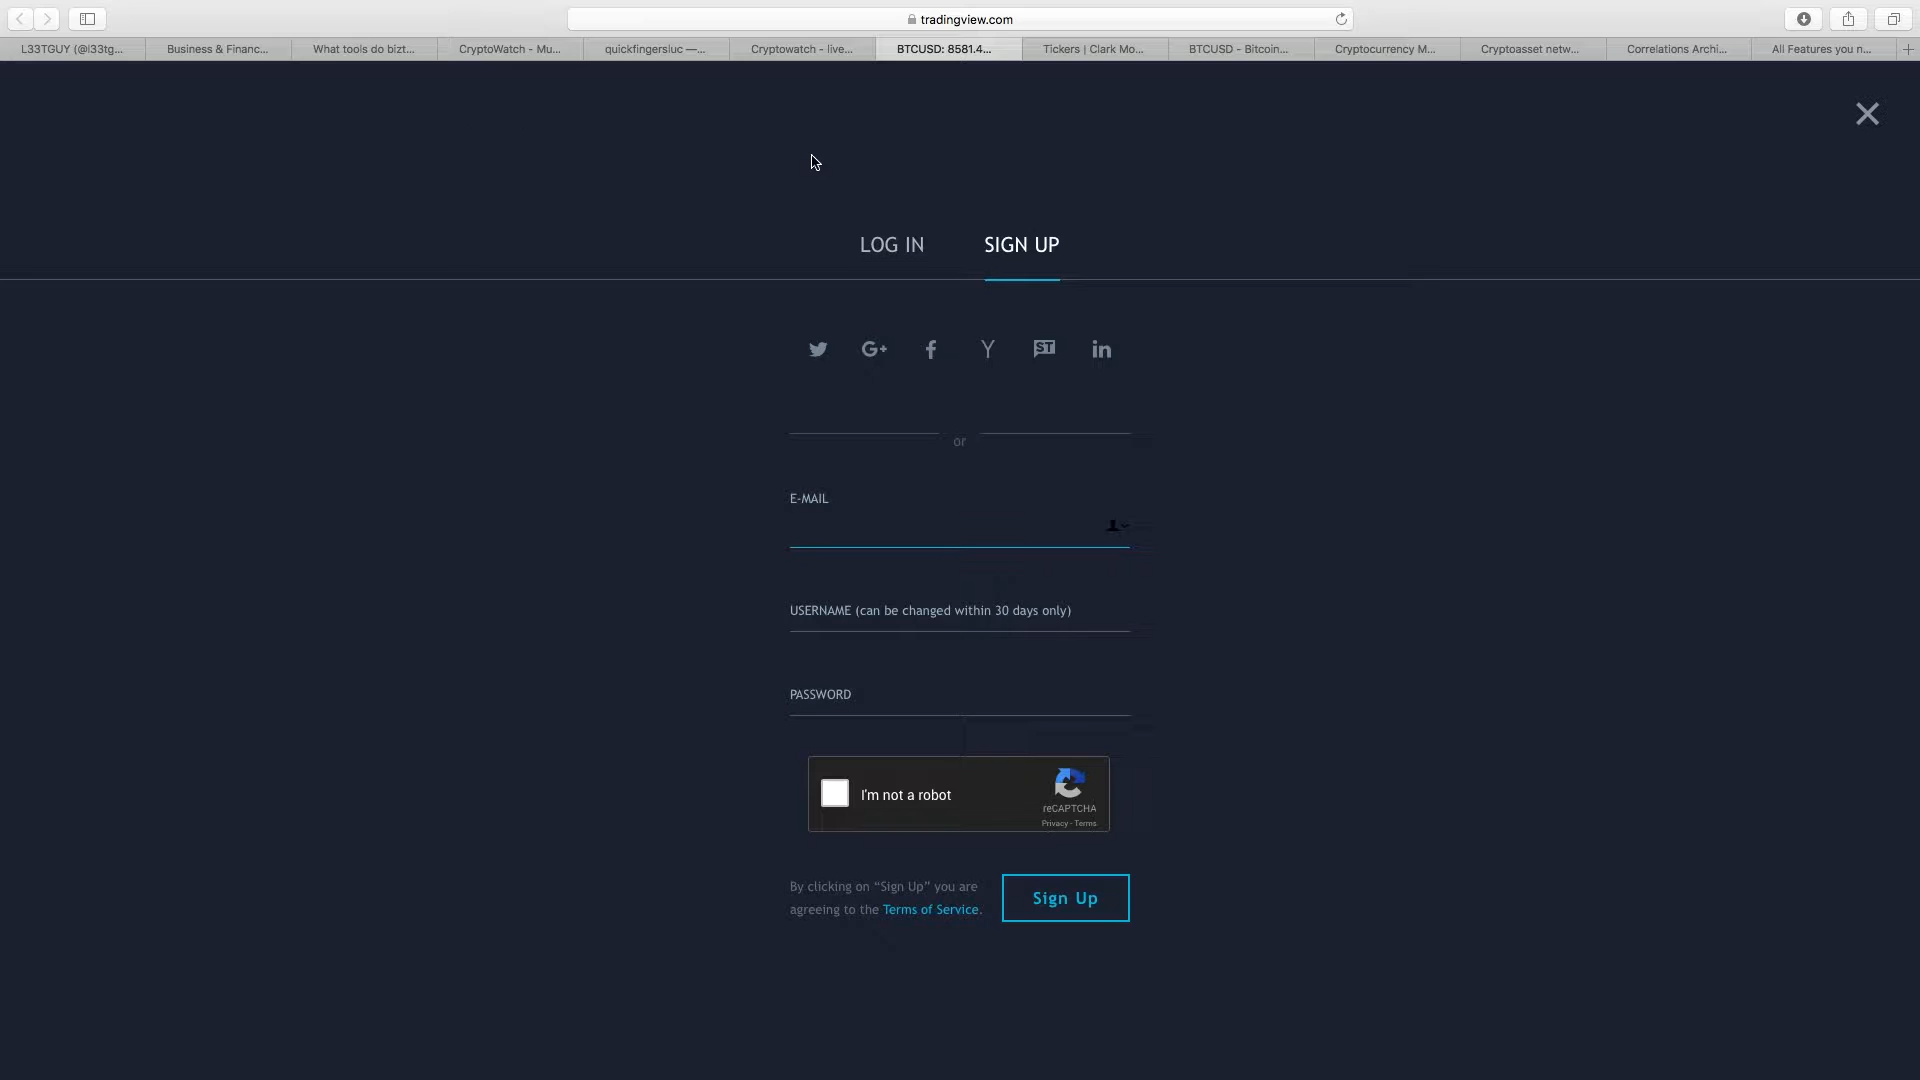 tradingview.com
L33TGUY (@l33tg...
Business & Financ...
What tools do bizt...
CryptoWatch - Mu...
quickfingersluc —...
Cryptowatch - live...
BTCUSD: 8581.4...
Tickers | Clark Mo...
BTCUSD - Bitcoin...
Cryptocurrency M...
Cryptoasset netw...
Correlations Archi...
All Features you n...
LOG IN
SIGN UP
G+
f
Y
ST
in
or
E-MAIL
USERNAME (can be changed within 30 days only)
PASSWORD
I'm not a robot
reCAPTCHA
Privacy - Terms
By clicking on “Sign Up” you are
agreeing to the Terms of Service.
Sign Up